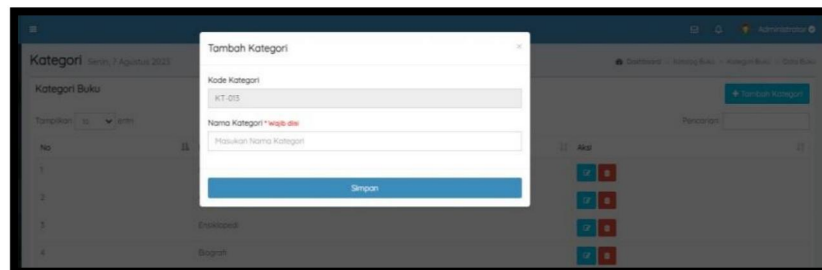 Administrator
Kategori Senin, 7 Agustus 2023
Dashboard > Katalog Buku > Kategori Buku > Data Buku
Kategori Buku
+ Tambah Kategori
Tampilkan 10 entri
Pencarian:
No Aksi
1
2
3 Ensiklopedi
4 Biografi
Tambah Kategori ×
Kode Kategori
KT-013
Nama Kategori * Wajib diisi
Masukan Nama Kategori
Simpan